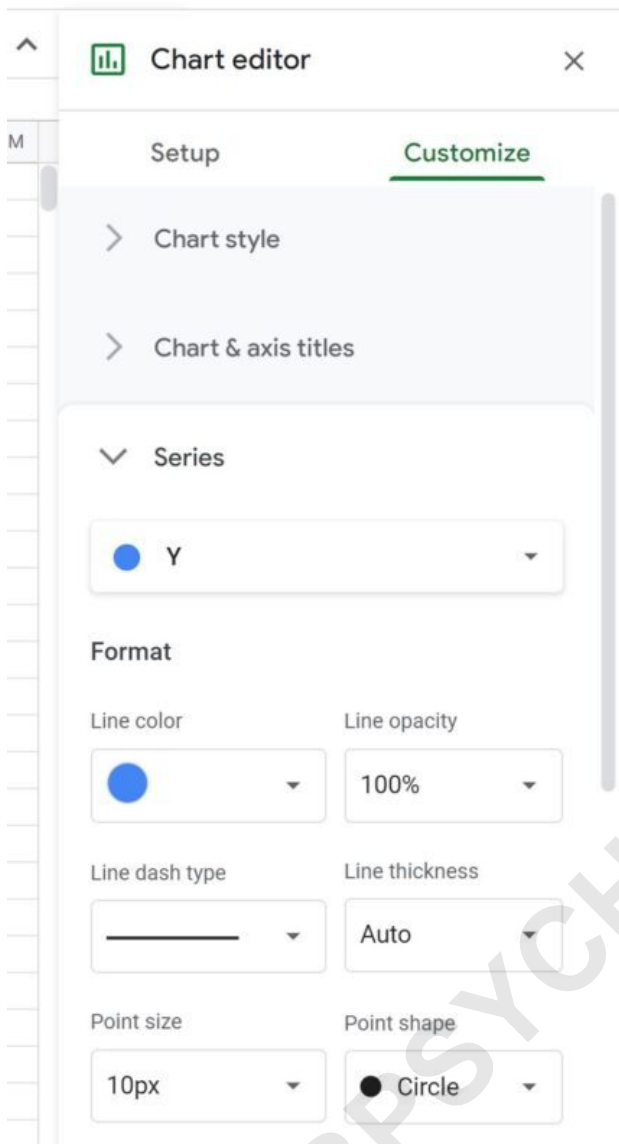 Chart editor
M
Setup Customize
Chart style
Chart & axis titles
Series
Y
Format
Line color Line opacity
100%
Line dash type Line thickness
Auto
Point size Point shape
10px Circle
PSYCH